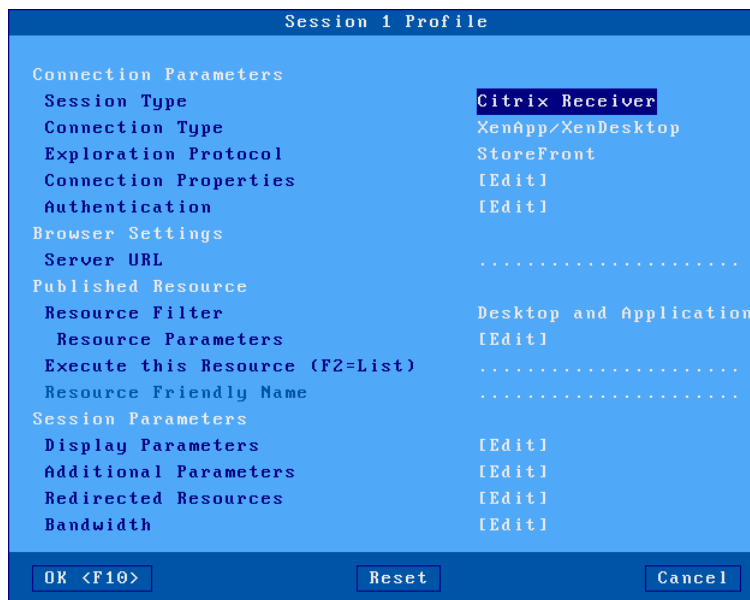 Session 1 Profile
Connection Parameters
Session Type Citrix Receiver
Connection Type XenApp/XenDesktop
Exploration Protocol StoreFront
Connection Properties [Edit]
Authentication [Edit]
Browser Settings
Server URL ......................
Published Resource
Resource Filter Desktop and Application
Resource Parameters [Edit]
Execute this Resource (F2=List) ......................
Resource Friendly Name ......................
Session Parameters
Display Parameters [Edit]
Additional Parameters [Edit]
Redirected Resources [Edit]
Bandwidth [Edit]
OK <F10> Reset Cancel